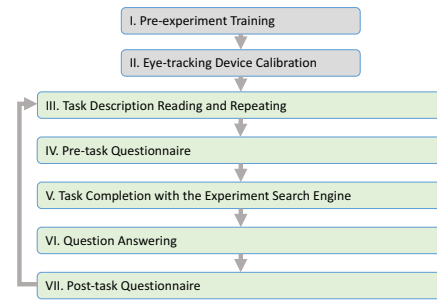 I. Pre-experiment Training
II. Eye-tracking Device Calibration
III. Task Description Reading and Repeating
IV. Pre-task Questionnaire
V. Task Completion with the Experiment Search Engine
VI. Question Answering
VII. Post-task Questionnaire